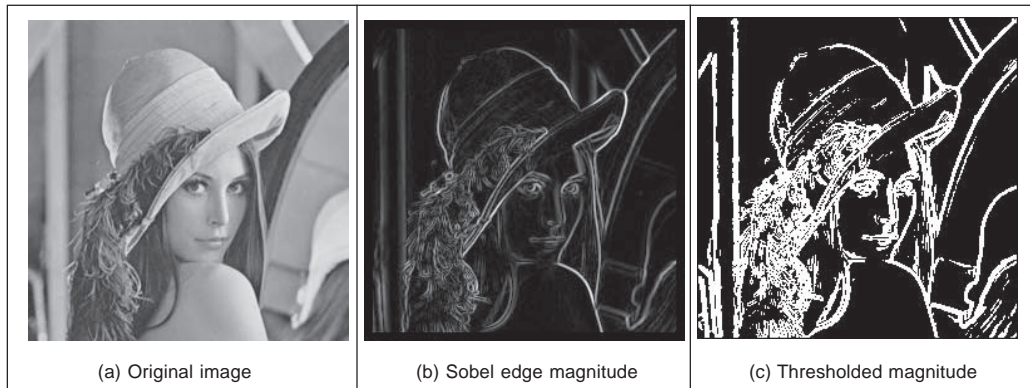 (a) Original image
(b) Sobel edge magnitude
(c) Thresholded magnitude